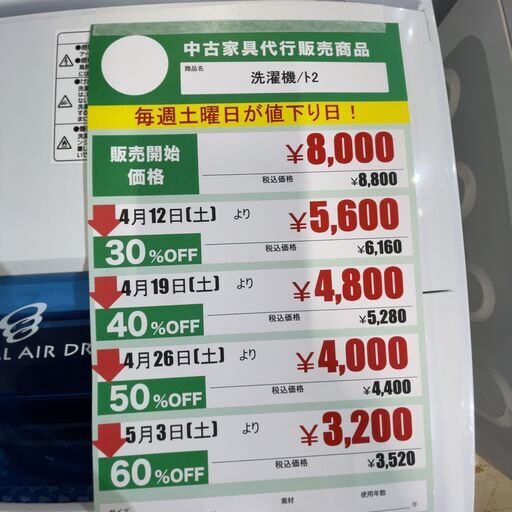 中古家具代行販売商品
商品名
洗濯機/ﾄ2
毎週土曜日が値下り日！
販売開始
価格
¥8,000
税込価格 ¥8,800
4月12日(土) より
30%OFF
¥5,600
税込価格 ¥6,160
4月19日(土) より
40%OFF
¥4,800
税込価格 ¥5,280
4月26日(土) より
50%OFF
¥4,000
税込価格 ¥4,400
5月3日(土) より
60%OFF
¥3,200
税込価格 ¥3,520
サイズ 素材 使用年数
年
AIR